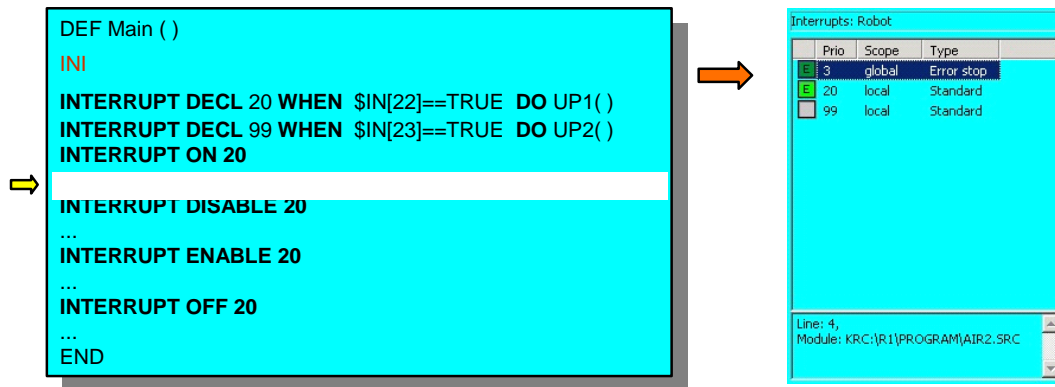 DEF Main ( )
INI
INTERRUPT DECL 20 WHEN $IN[22]==TRUE DO UP1( )
INTERRUPT DECL 99 WHEN $IN[23]==TRUE DO UP2( )
INTERRUPT ON 20
INTERRUPT DISABLE 20
...
INTERRUPT ENABLE 20
...
INTERRUPT OFF 20
...
END
Interrupts: Robot
Prio Scope Type
E 3 global Error stop
E 20 local Standard
99 local Standard
Line: 4,
Module: KRC:\R1\PROGRAM\AIR2.SRC